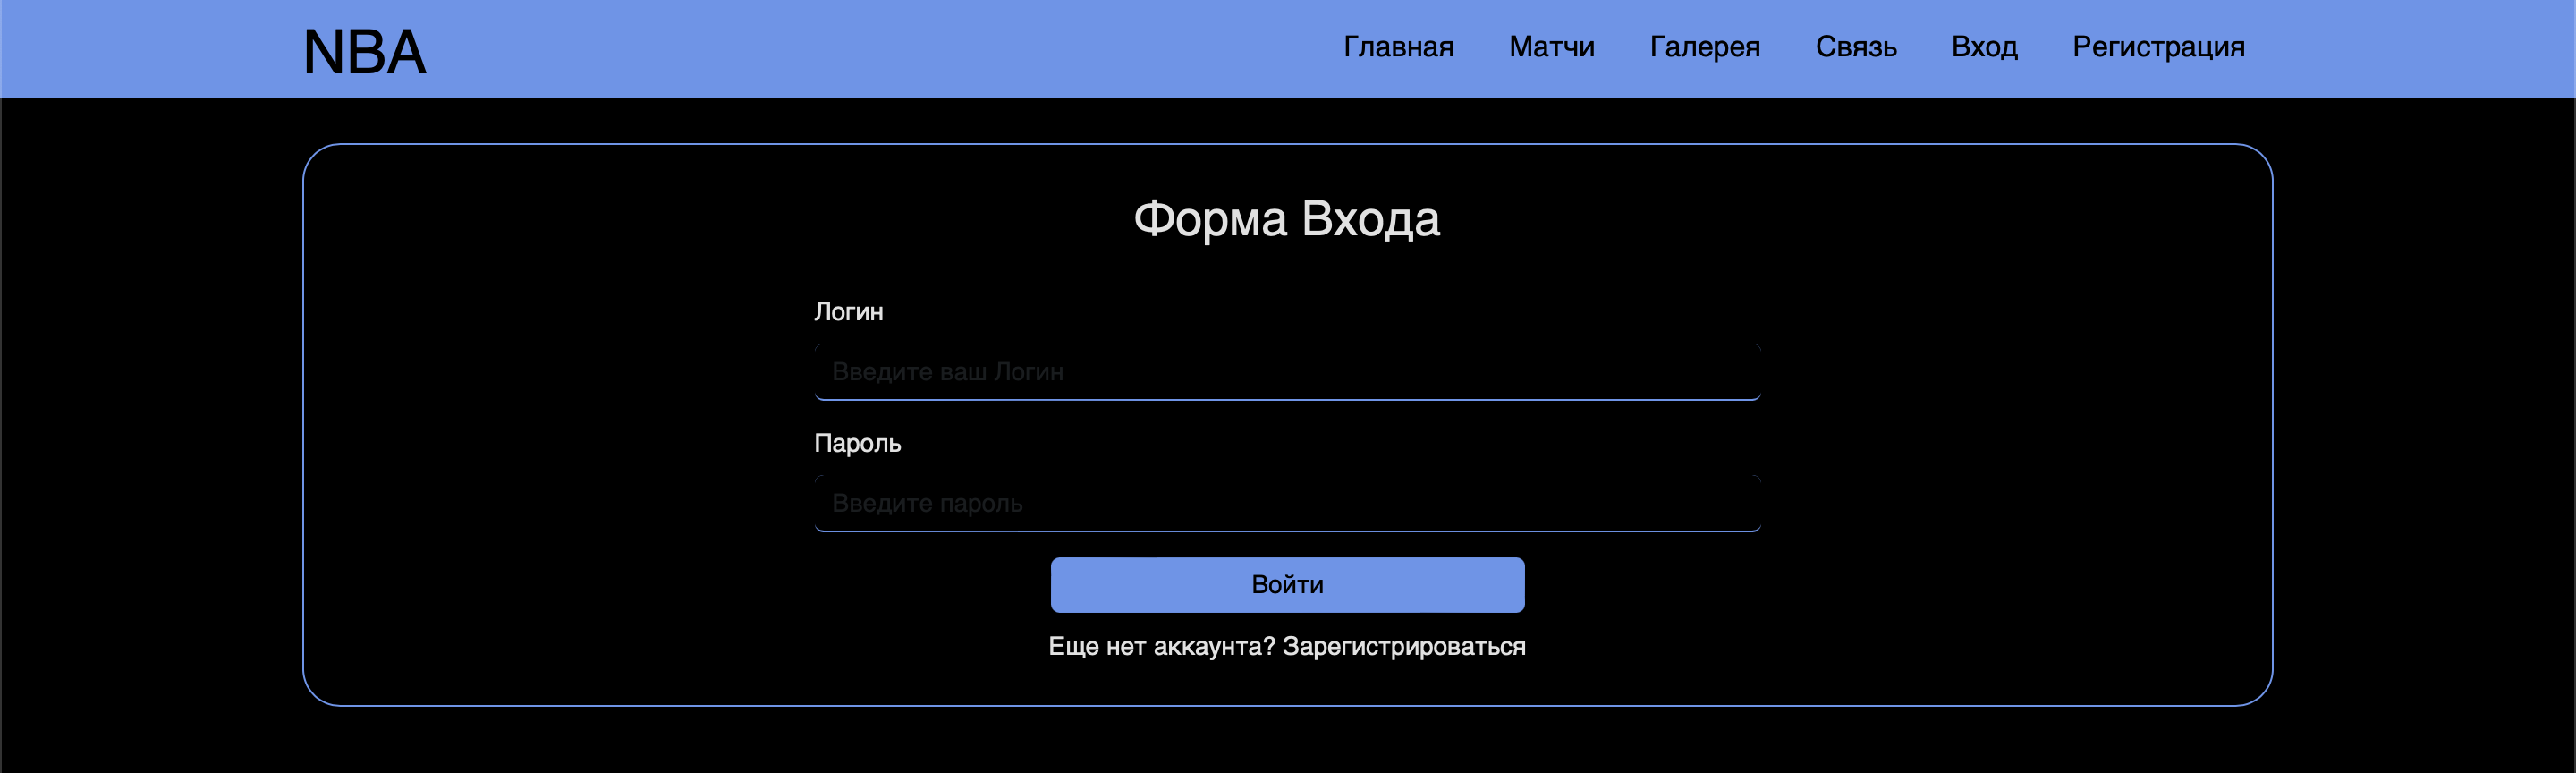 NBA
Главная Матчи Галерея Связь Вход Регистрация
Форма Входа
Логин
Введите ваш Логин
Пароль
Введите пароль
Войти
Еще нет аккаунта? Зарегистрироваться